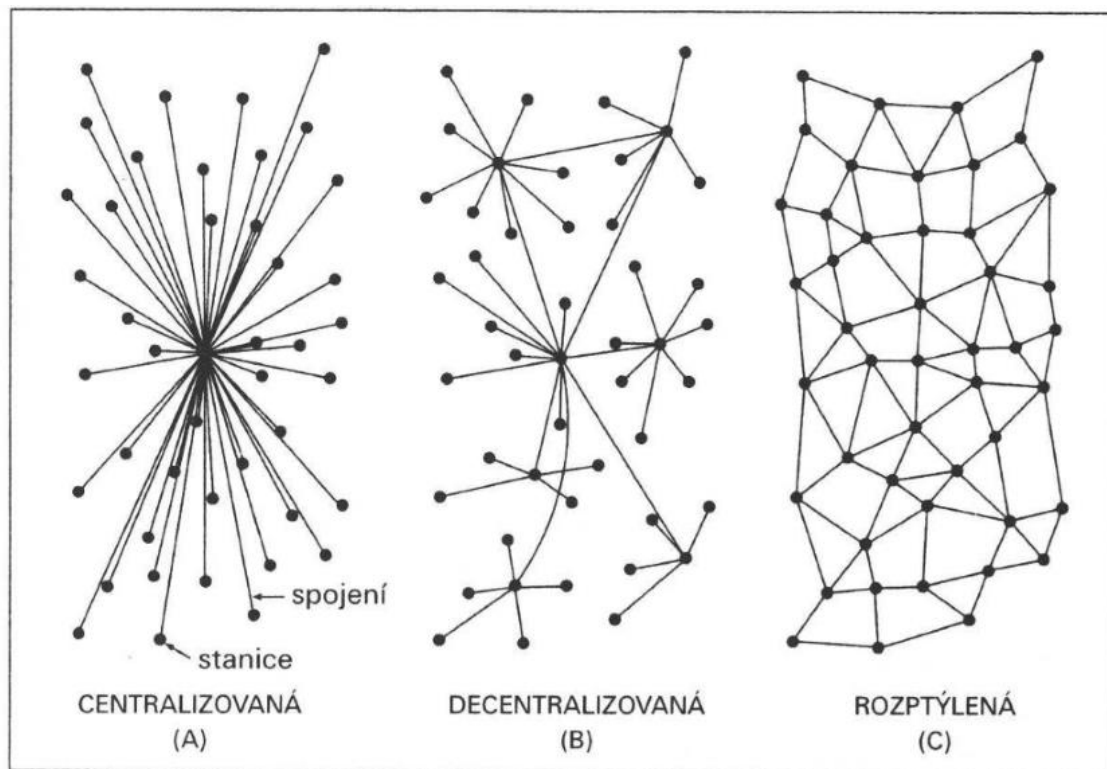 spojení
stanice
CENTRALIZOVANÁ
(A)
DECENTRALIZOVANÁ
(B)
ROZPTÝLENÁ
(C)